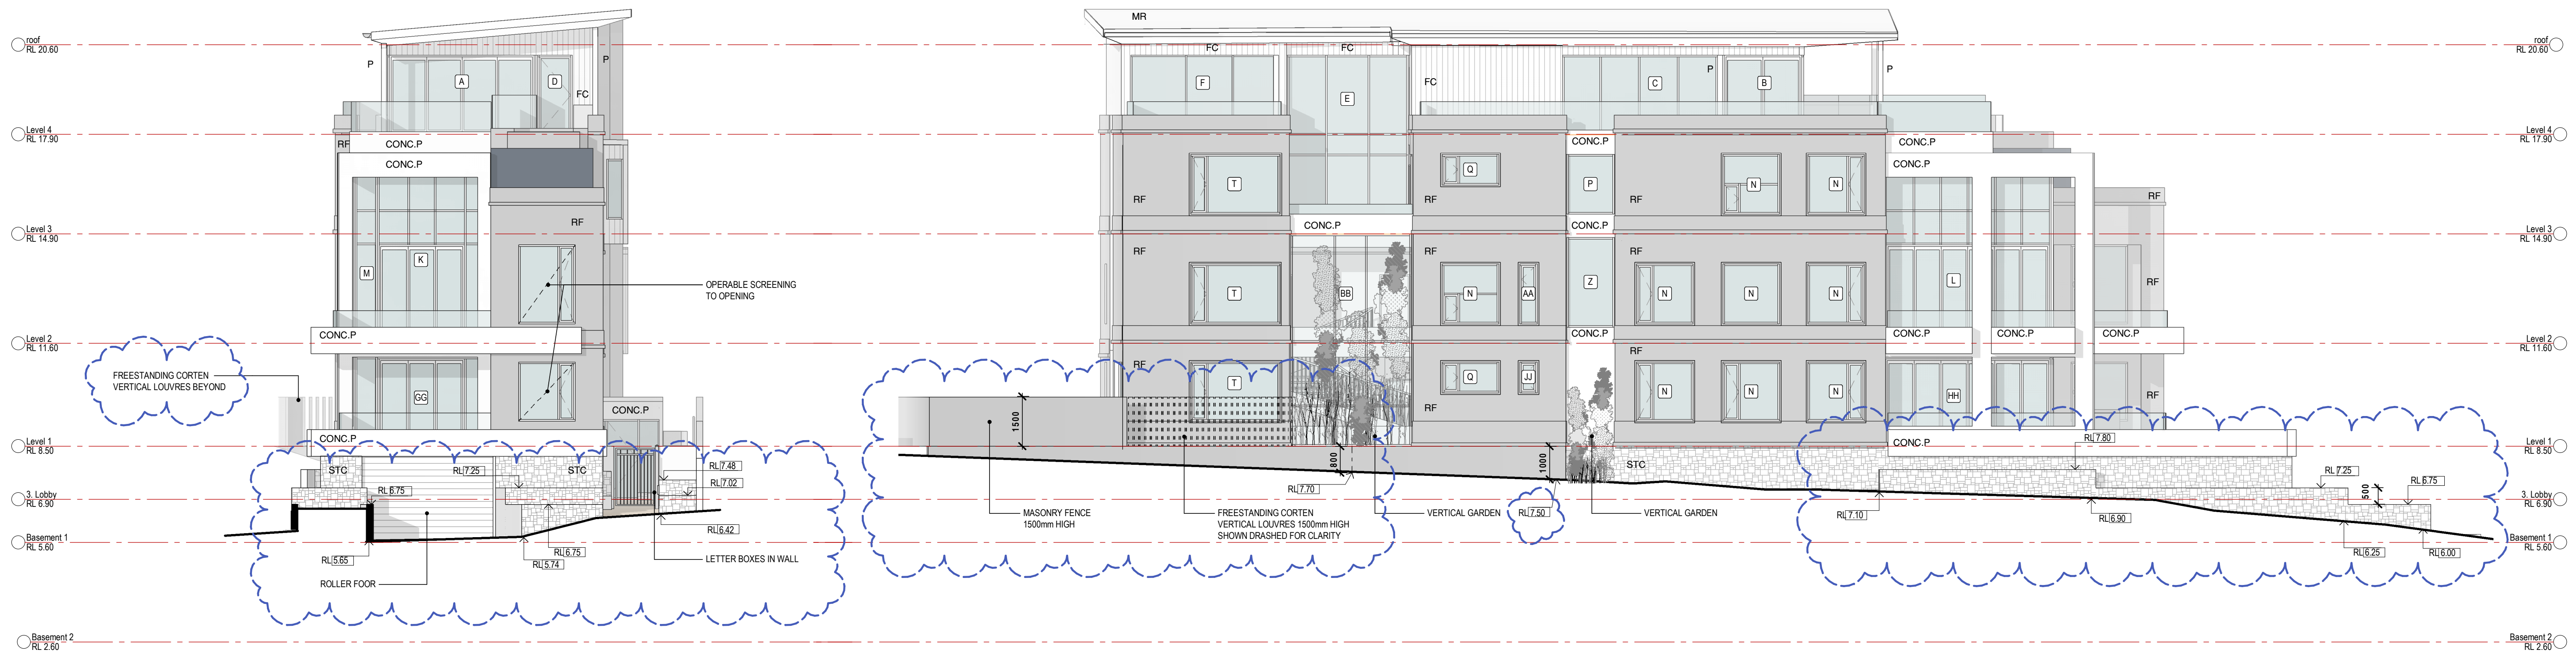 roof
RL 20.60
Level 4
RL 17.90
Level 3
RL 14.90
Level 2
RL 11.60
Level 1
RL 8.50
3. Lobby
RL 6.90
Basement 1
RL 5.60
Basement 2
RL 2.60
P
A
D
P
FC
RF
CONC.P
CONC.P
RF
M
K
OPERABLE SCREENING
TO OPENING
CONC.P
FREESTANDING CORTEN
VERTICAL LOUVRES BEYOND
GG
CONC.P
CONC.P
STC
RL 7.25
STC
RL 7.48
RL 7.02
RL 6.75
RL 6.42
RL 5.65
RL 6.75
RL 5.74
LETTER BOXES IN WALL
ROLLER FOOR
MR
FC
FC
F
E
FC
C
P
B
P
CONC.P
CONC.P
CONC.P
RF
T
Q
RF
P
RF
N
N
RF
CONC.P
CONC.P
RF
T
BB
RF
N
AA
Z
RF
N
N
N
L
RF
CONC.P
CONC.P
CONC.P
CONC.P
RF
T
Q
JJ
RF
RF
N
N
N
HH
RF
1500
800
1000
CONC.P
RL 7.80
STC
RL 7.25
RL 6.75
500
RL 7.70
RL 7.50
RL 7.10
RL 6.90
RL 6.25
RL 6.00
MASONRY FENCE
1500mm HIGH
FREESTANDING CORTEN
VERTICAL LOUVRES 1500mm HIGH
SHOWN DRASHED FOR CLARITY
VERTICAL GARDEN
VERTICAL GARDEN
roof
RL 20.60
Level 4
RL 17.90
Level 3
RL 14.90
Level 2
RL 11.60
Level 1
RL 8.50
3. Lobby
RL 6.90
Basement 1
RL 5.60
Basement 2
RL 2.60